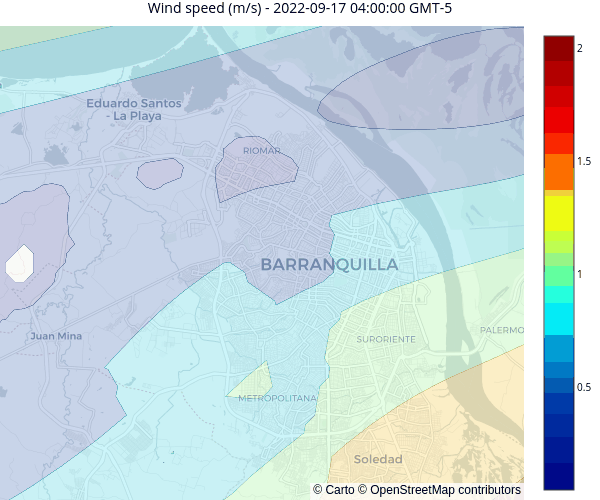 Wind speed (m/s) - 2022-09-17 04:00:00 GMT-5
2
Eduardo Santos
- La Playa
RIOMAR
1.5
BARRANQUILLA
1
Juan Mina
SURORIENTE
PALERMO
0.5
METROPOLITANA
Soledad
© Carto © OpenStreetMap contributors